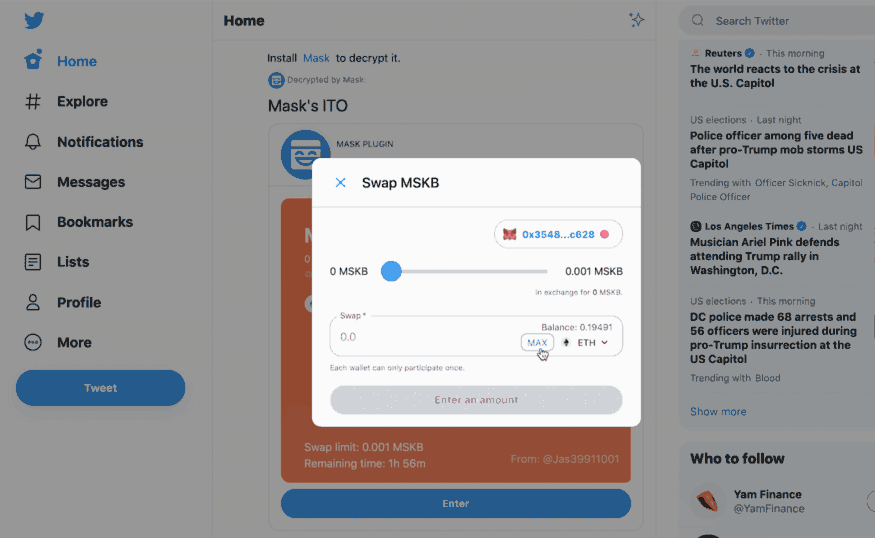 Home
Explore
Notifications
Messages
Bookmarks
Lists
Profile
More
Tweet
Home
Install Mask to decrypt it.
Decrypted by Mask:
Mask's ITO
MASK PLUGIN
Swap MSKB
0x3548...c628
0 MSKB
0.001 MSKB
In exchange for 0 MSKB.
Swap *
Balance: 0.19491
0.0
MAX
ETH
Each wallet can only participate once.
Enter an amount
Swap limit: 0.001 MSKB
Remaining time: 1h 56m
From: @Jas39911001
Enter
Search Twitter
Reuters · This morning
The world reacts to the crisis at
the U.S. Capitol
US elections · Last night
Police officer among five dead
after pro-Trump mob storms US
Capitol
Trending with Officer Sicknick, Capitol
Police Officer
Los Angeles Times · Last night
Musician Ariel Pink defends
attending Trump rally in
Washington, D.C.
US elections · This morning
DC police made 68 arrests and
56 officers were injured during
pro-Trump insurrection at the
US Capitol
Trending with Blood
Show more
Who to follow
Yam Finance
@YamFinance